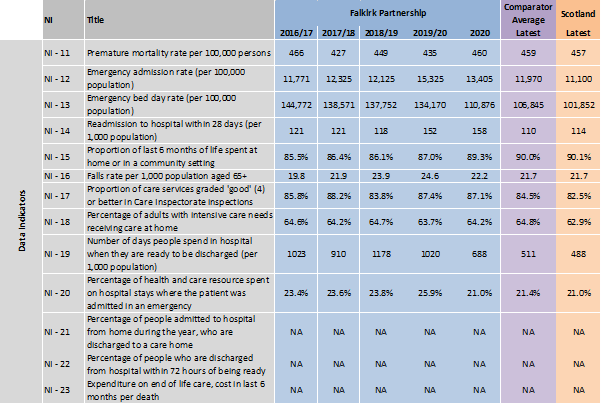 NI Title Falkirk Partnership Comparator Average Latest Scotland Latest
2016/17 2017/18 2018/19 2019/20 2020
Data Indicators
NI - 11 Premature mortality rate per 100,000 persons 466 427 449 435 460 459 457
NI - 12 Emergency admission rate (per 100,000
population) 11,771 12,325 12,125 15,325 13,405 11,970 11,100
NI - 13 Emergency bed day rate (per 100,000
population) 144,772 138,571 137,752 134,170 110,876 106,845 101,852
NI - 14 Readmission to hospital within 28 days (per
1,000 population) 121 121 118 152 158 110 114
NI - 15 Proportion of last 6 months of life spent at
home or in a community setting 85.5% 86.4% 86.1% 87.0% 89.3% 90.0% 90.1%
NI - 16 Falls rate per 1,000 population aged 65+ 19.8 21.9 23.9 24.6 22.2 21.7 21.7
NI - 17 Proportion of care services graded 'good' (4)
or better in Care Inspectorate inspections 85.8% 88.2% 83.8% 87.4% 87.1% 84.5% 82.5%
NI - 18 Percentage of adults with intensive care needs
receiving care at home 64.6% 64.2% 64.7% 63.7% 64.2% 64.8% 62.9%
NI - 19 Number of days people spend in hospital
when they are ready to be discharged (per
1,000 population) 1023 910 1178 1020 688 511 488
NI - 20 Percentage of health and care resource spent
on hospital stays where the patient was
admitted in an emergency 23.4% 23.6% 23.8% 25.9% 21.0% 21.4% 21.0%
NI - 21 Percentage of people admitted to hospital
from home during the year, who are
discharged to a care home NA NA NA NA NA NA NA
NI - 22 Percentage of people who are discharged
from hospital within 72 hours of being ready NA NA NA NA NA NA NA
NI - 23 Expenditure on end of life care, cost in last 6
months per death NA NA NA NA NA NA NA